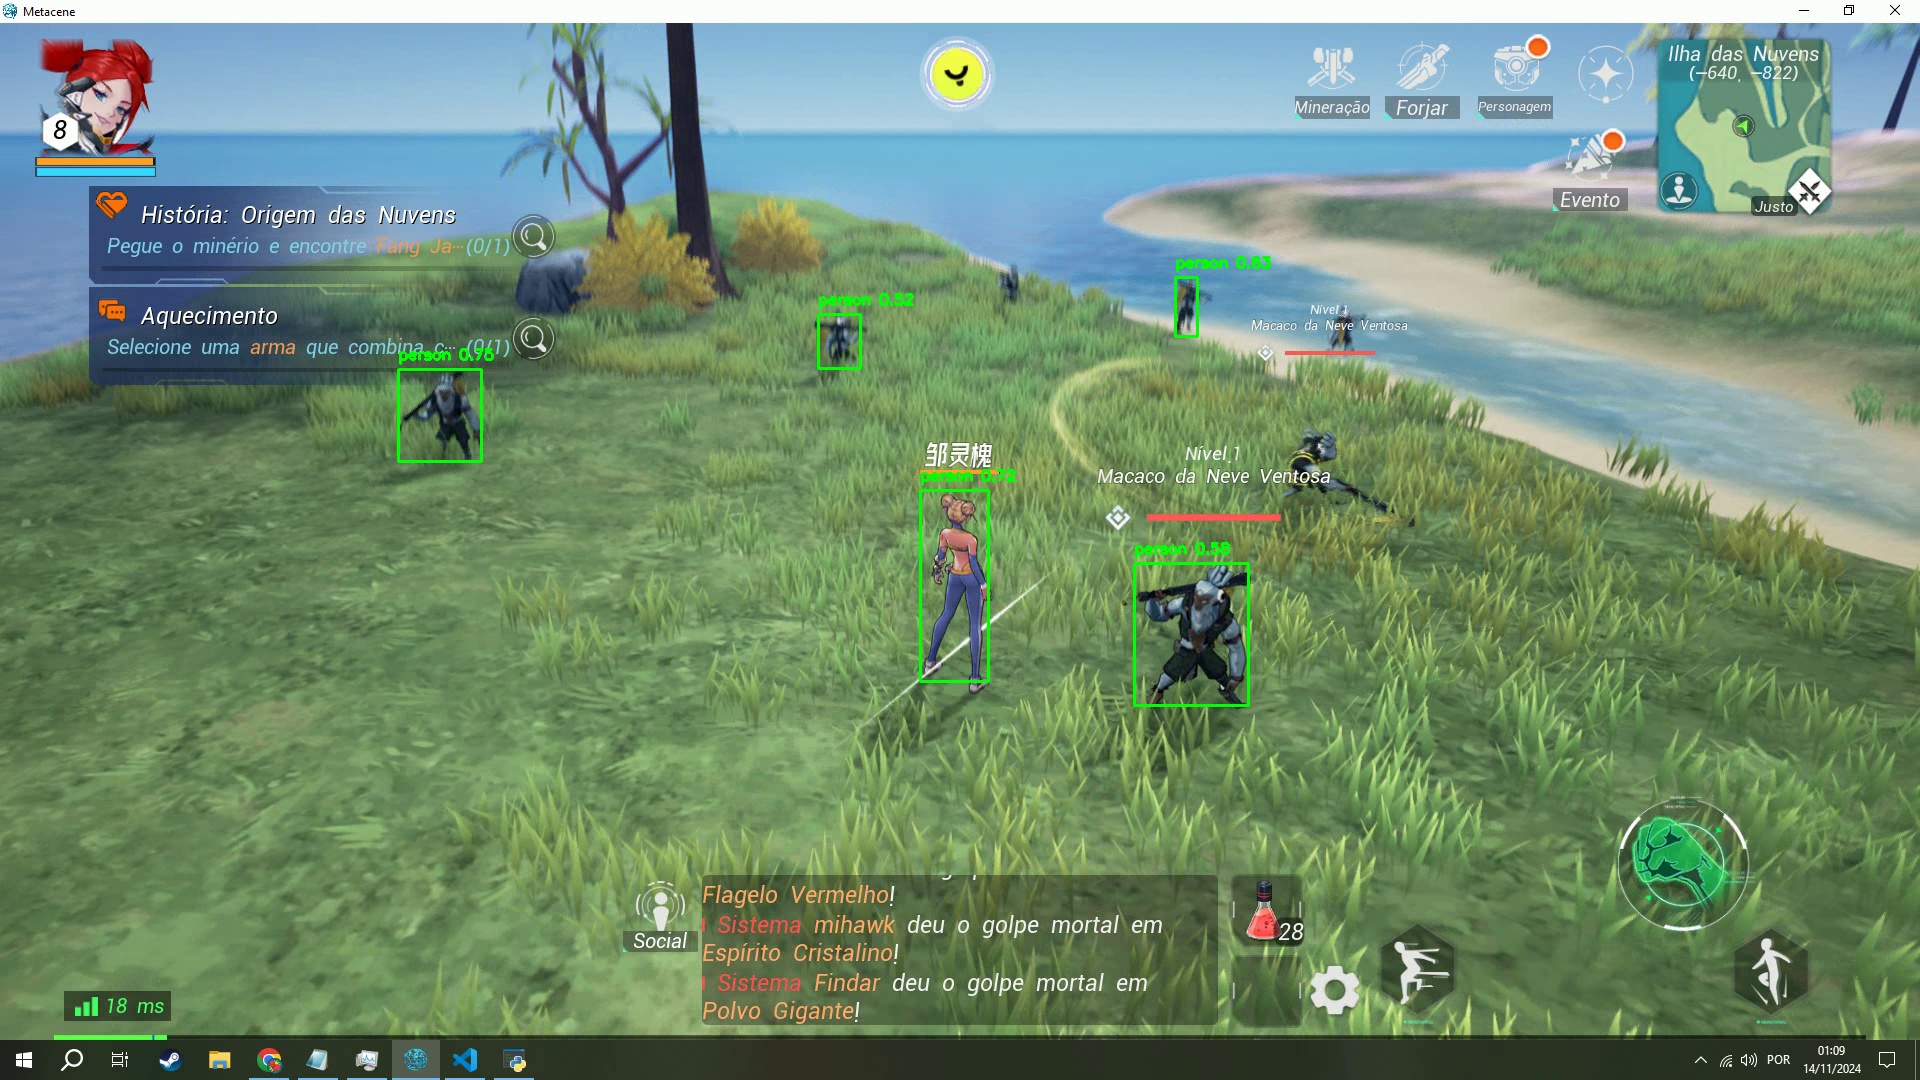 Metacene
8
História: Origem das Nuvens
Pegue o minério e encontre Fang Ja… (0/1)
Aquecimento
Selecione uma arma que combina c… (0/1)
person 0.75
person 0.52
person 0.63
Mineração
Forjar
Personagem
Evento
Ilha das Nuvens
(-640, -822)
Justo
Nível 1
Macaco da Neve Ventosa
邹灵槐
person 0.72
Nível 1
Macaco da Neve Ventosa
person 0.58
Social
Flagelo Vermelho!
Sistema mihawk deu o golpe mortal em
Espírito Cristalino!
Sistema Findar deu o golpe mortal em
Polvo Gigante!
28
18 ms
POR
01:09
14/11/2024